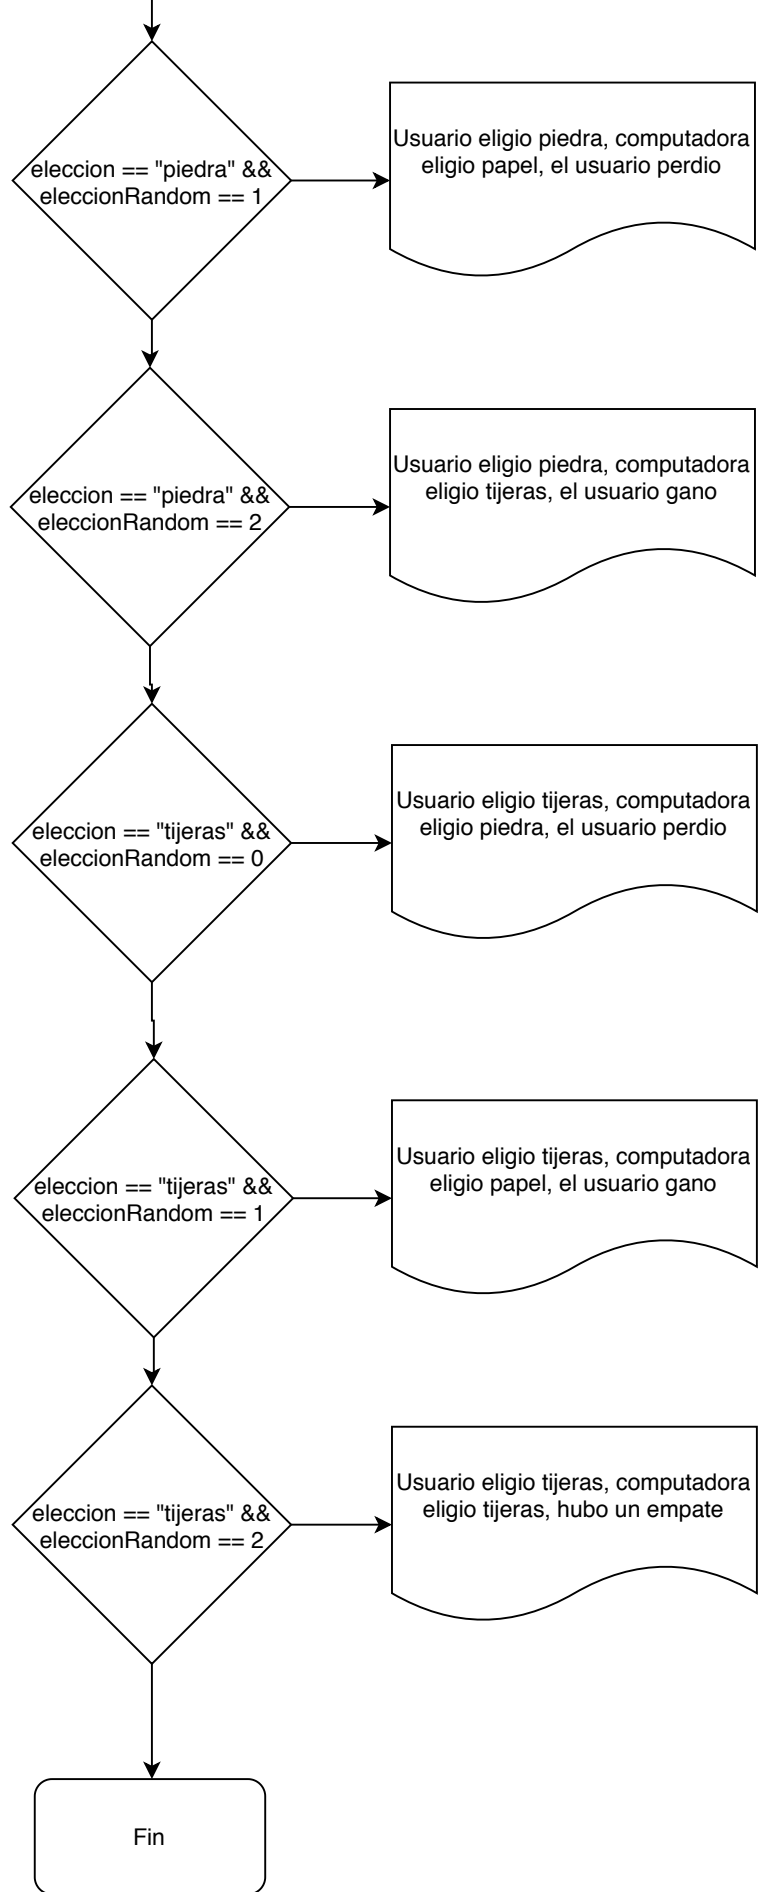 eleccion == "piedra" &&
eleccionRandom == 1
Usuario eligio piedra, computadora
eligio papel, el usuario perdio
eleccion == "piedra" &&
eleccionRandom == 2
Usuario eligio piedra, computadora
eligio tijeras, el usuario gano
eleccion == "tijeras" &&
eleccionRandom == 0
Usuario eligio tijeras, computadora
eligio piedra, el usuario perdio
eleccion == "tijeras" &&
eleccionRandom == 1
Usuario eligio tijeras, computadora
eligio papel, el usuario gano
eleccion == "tijeras" &&
eleccionRandom == 2
Usuario eligio tijeras, computadora
eligio tijeras, hubo un empate
Fin